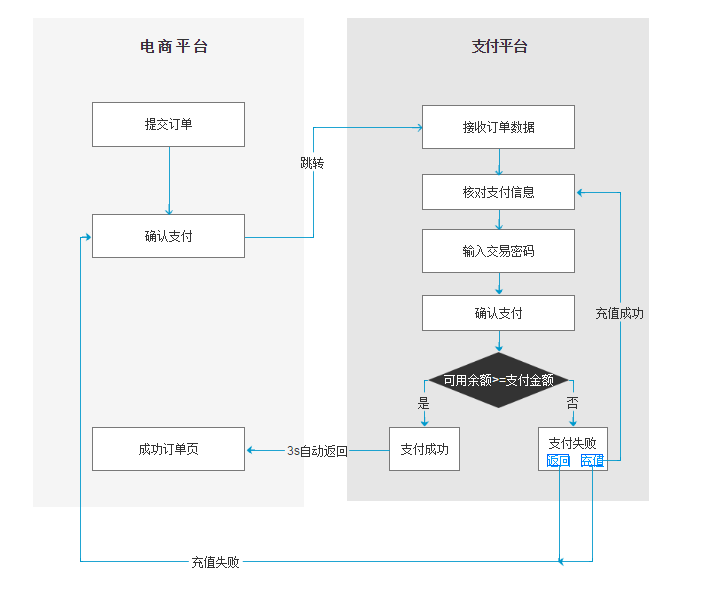 电商平台
支付平台
提交订单
接收订单数据
跳转
核对支付信息
确认支付
输入交易密码
确认支付
充值成功
可用余额>=支付金额
是
否
成功订单页
3s自动返回
支付成功
支付失败
返回 充值
充值失败